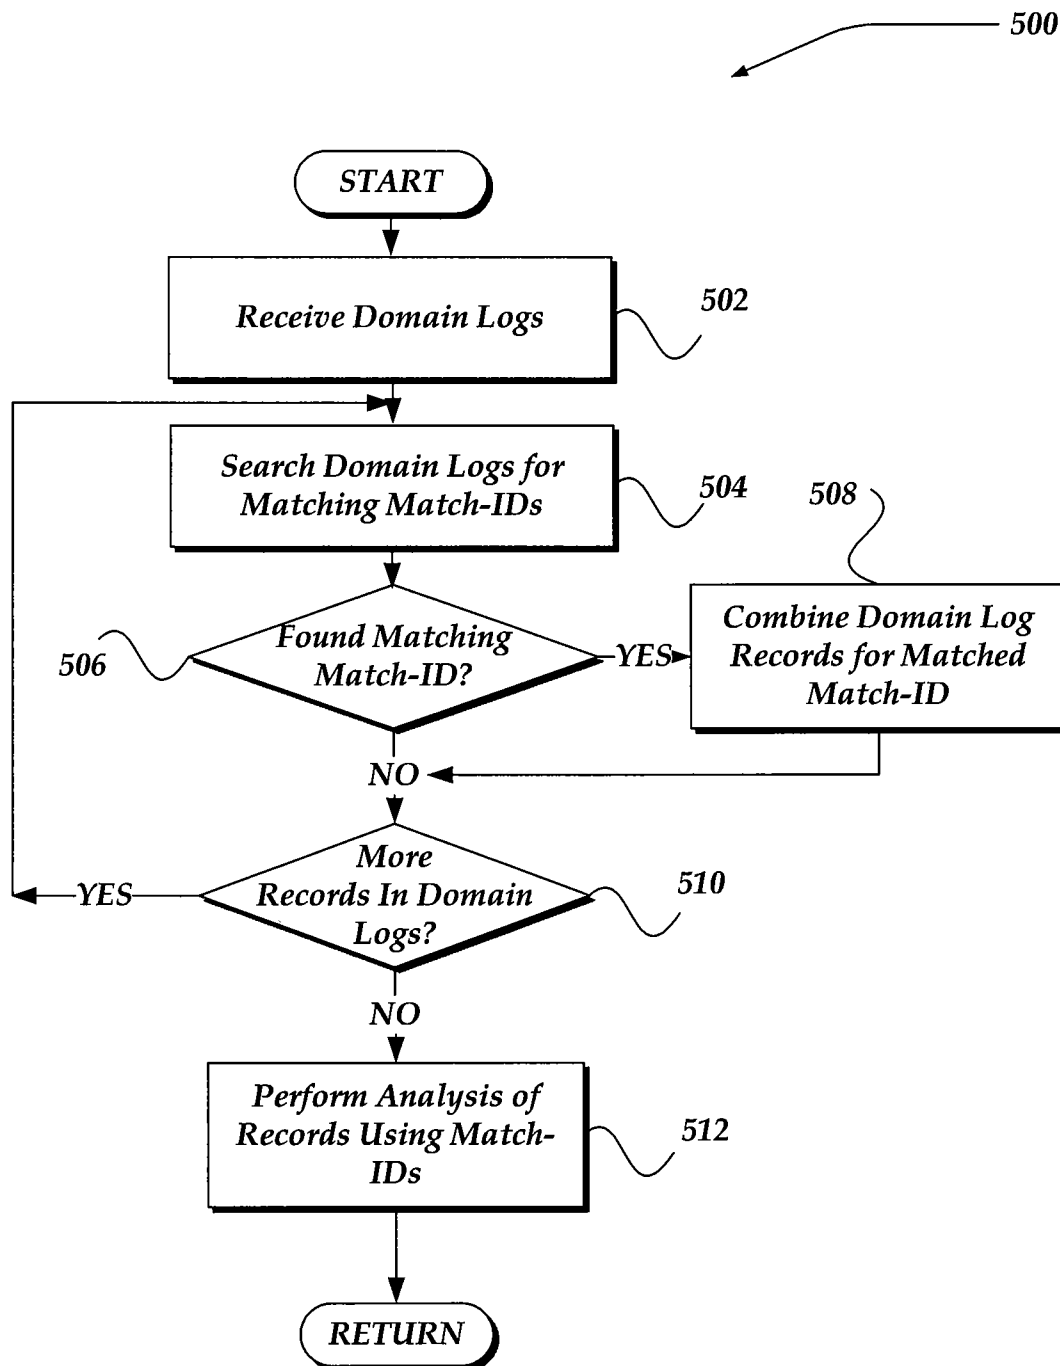 500
START
Receive Domain Logs
502
Search Domain Logs for
Matching Match-IDs
504
508
Found Matching
Match-ID?
506
YES
Combine Domain Log
Records for Matched
Match-ID
NO
More
Records In Domain
Logs?
YES
510
NO
Perform Analysis of
Records Using Match-
IDs
512
RETURN